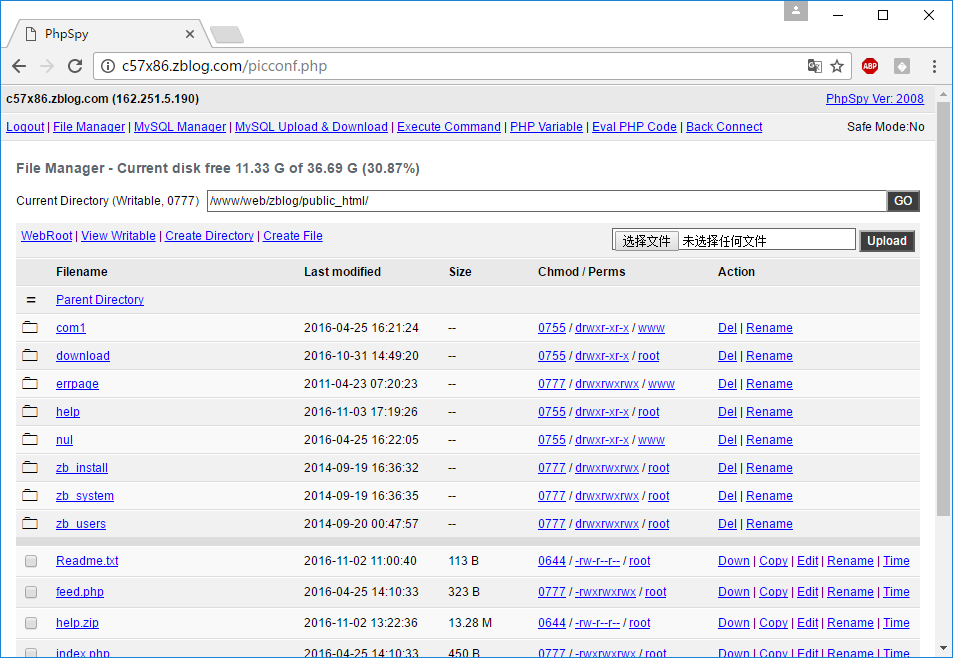 PhpSpy
c57x86.zblog.com/picconf.php
ABP
c57x86.zblog.com (162.251.5.190) PhpSpy Ver: 2008
Logout | File Manager | MySQL Manager | MySQL Upload & Download | Execute Command | PHP Variable | Eval PHP Code | Back Connect Safe Mode:No
File Manager - Current disk free 11.33 G of 36.69 G (30.87%)
Current Directory (Writable, 0777) /www/web/zblog/public_html/ GO
WebRoot | View Writable | Create Directory | Create File 选择文件 未选择任何文件 Upload
Filename Last modified Size Chmod / Perms Action
= Parent Directory
com1 2016-04-25 16:21:24 -- 0755 / drwxr-xr-x / www Del | Rename
download 2016-10-31 14:49:20 -- 0755 / drwxr-xr-x / root Del | Rename
errpage 2011-04-23 07:20:23 -- 0777 / drwxrwxrwx / www Del | Rename
help 2016-11-03 17:19:26 -- 0755 / drwxr-xr-x / root Del | Rename
nul 2016-04-25 16:22:05 -- 0755 / drwxr-xr-x / www Del | Rename
zb_install 2014-09-19 16:36:32 -- 0777 / drwxrwxrwx / root Del | Rename
zb_system 2014-09-19 16:36:35 -- 0777 / drwxrwxrwx / root Del | Rename
zb_users 2014-09-20 00:47:57 -- 0777 / drwxrwxrwx / root Del | Rename
Readme.txt 2016-11-02 11:00:40 113 B 0644 / -rw-r--r-- / root Down | Copy | Edit | Rename | Time
feed.php 2016-04-25 14:10:33 323 B 0777 / -rwxrwxrwx / root Down | Copy | Edit | Rename | Time
help.zip 2016-11-02 13:22:36 13.28 M 0644 / -rw-r--r-- / root Down | Copy | Edit | Rename | Time
index.php 2016-04-25 14:10:33 450 B 0777 / -rwxrwxrwx / root Down | Copy | Edit | Rename | Time